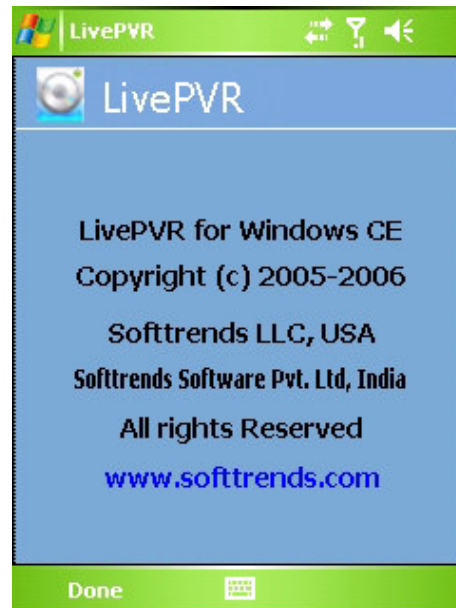 LivePVR
LivePVR
LivePVR for Windows CE
Copyright (c) 2005-2006
Softtrends LLC, USA
Softtrends Software Pvt. Ltd, India
All rights Reserved
www.softtrends.com
Done